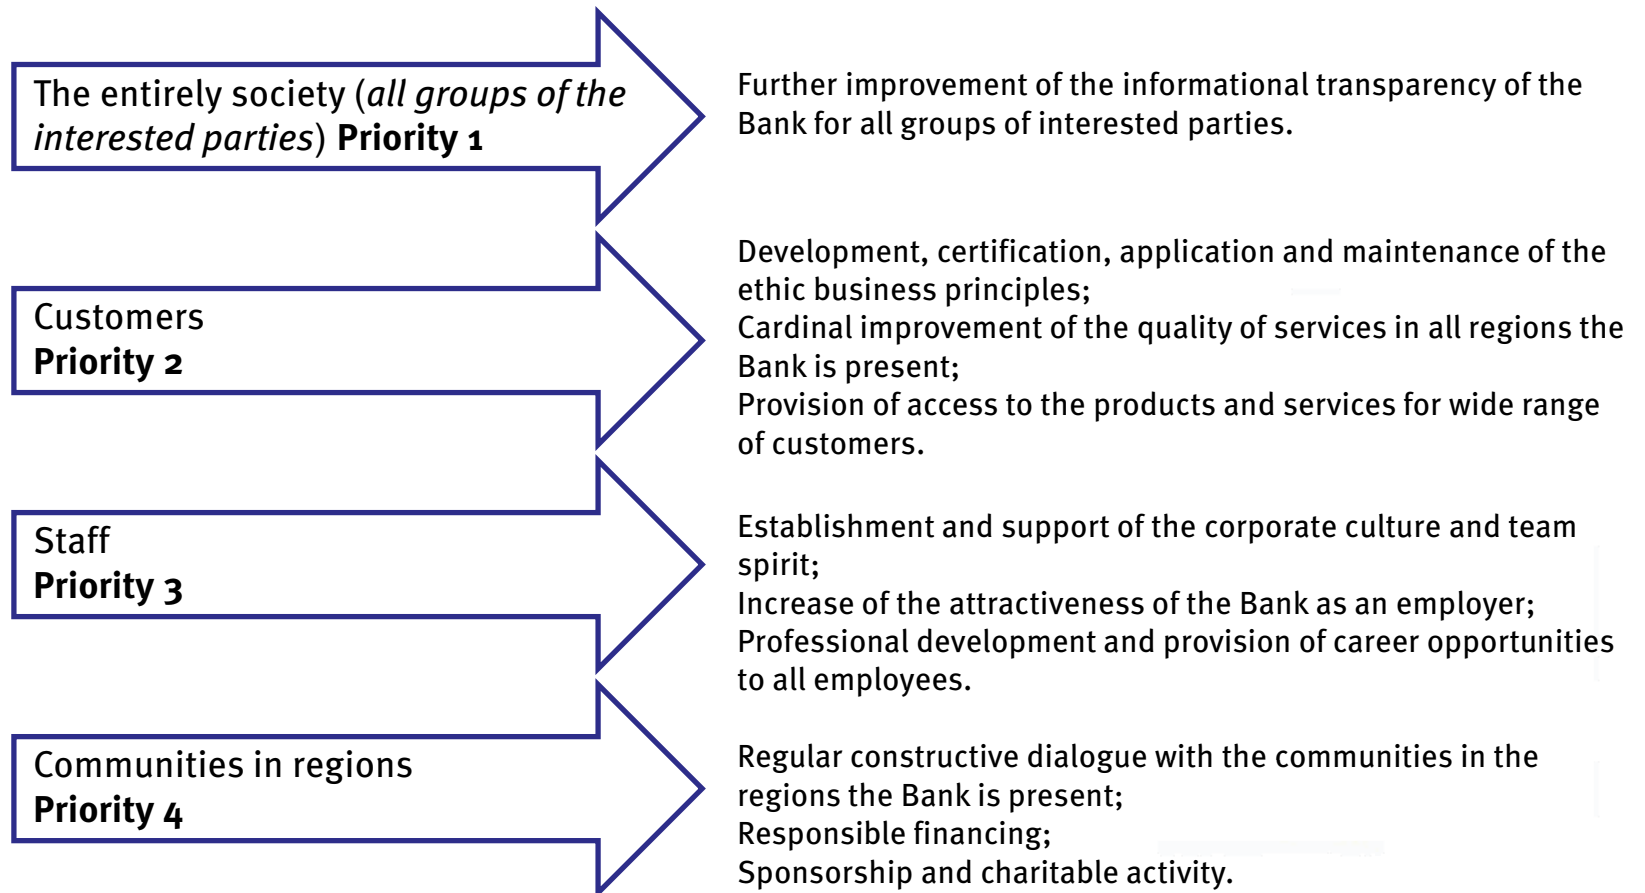 The entirely society (all groups of the
interested parties) Priority 1
Further improvement of the informational transparency of the
Bank for all groups of interested parties.
Customers
Priority 2
Development, certification, application and maintenance of the
ethic business principles;
Cardinal improvement of the quality of services in all regions the
Bank is present;
Provision of access to the products and services for wide range
of customers.
Staff
Priority 3
Establishment and support of the corporate culture and team
spirit;
Increase of the attractiveness of the Bank as an employer;
Professional development and provision of career opportunities
to all employees.
Communities in regions
Priority 4
Regular constructive dialogue with the communities in the
regions the Bank is present;
Responsible financing;
Sponsorship and charitable activity.